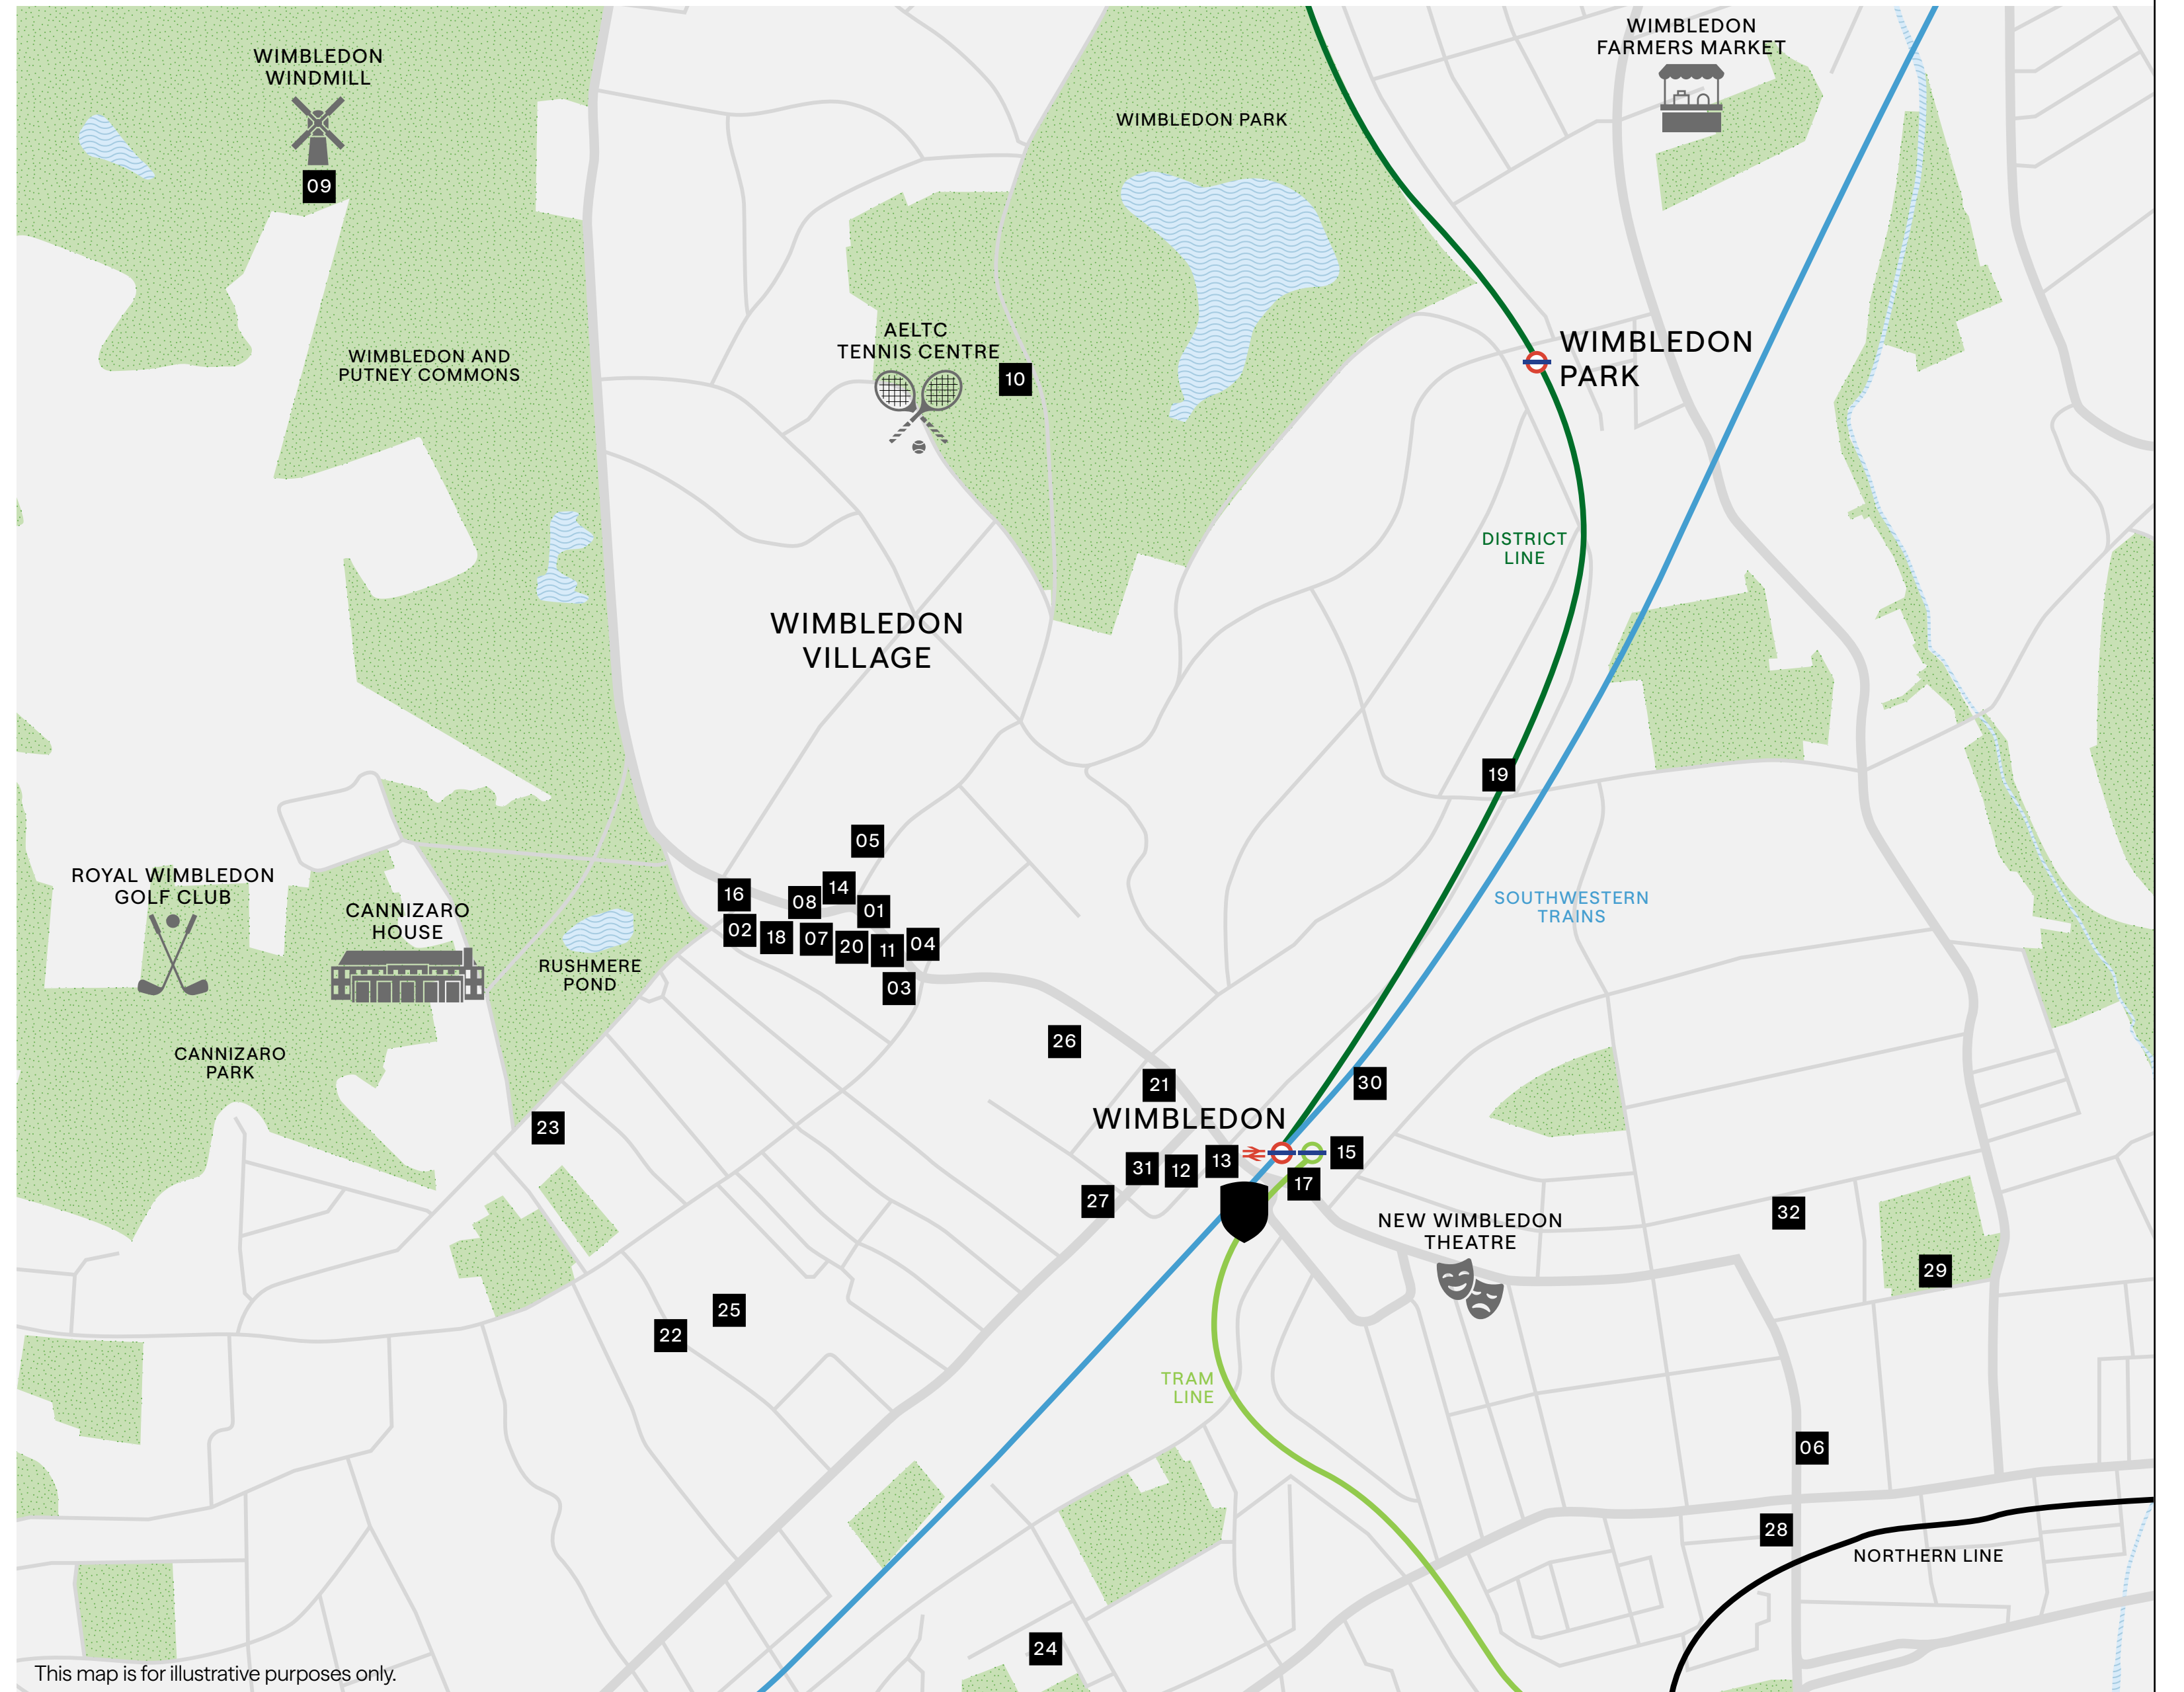 WIMBLEDON
WINDMILL
09
WIMBLEDON
FARMERS MARKET
WIMBLEDON PARK
AELTC
TENNIS CENTRE
10
WIMBLEDON AND
PUTNEY COMMONS
WIMBLEDON
PARK
DISTRICT
LINE
WIMBLEDON
VILLAGE
19
05
16
08
14
01
02
18
07
20
11
04
03
ROYAL WIMBLEDON
GOLF CLUB
CANNIZARO
HOUSE
RUSHMERE
POND
SOUTHWESTERN
TRAINS
CANNIZARO
PARK
26
21
30
WIMBLEDON
23
31
12
13
15
27
17
NEW WIMBLEDON
THEATRE
32
29
25
22
TRAM
LINE
06
28
NORTHERN LINE
24
This map is for illustrative purposes only.